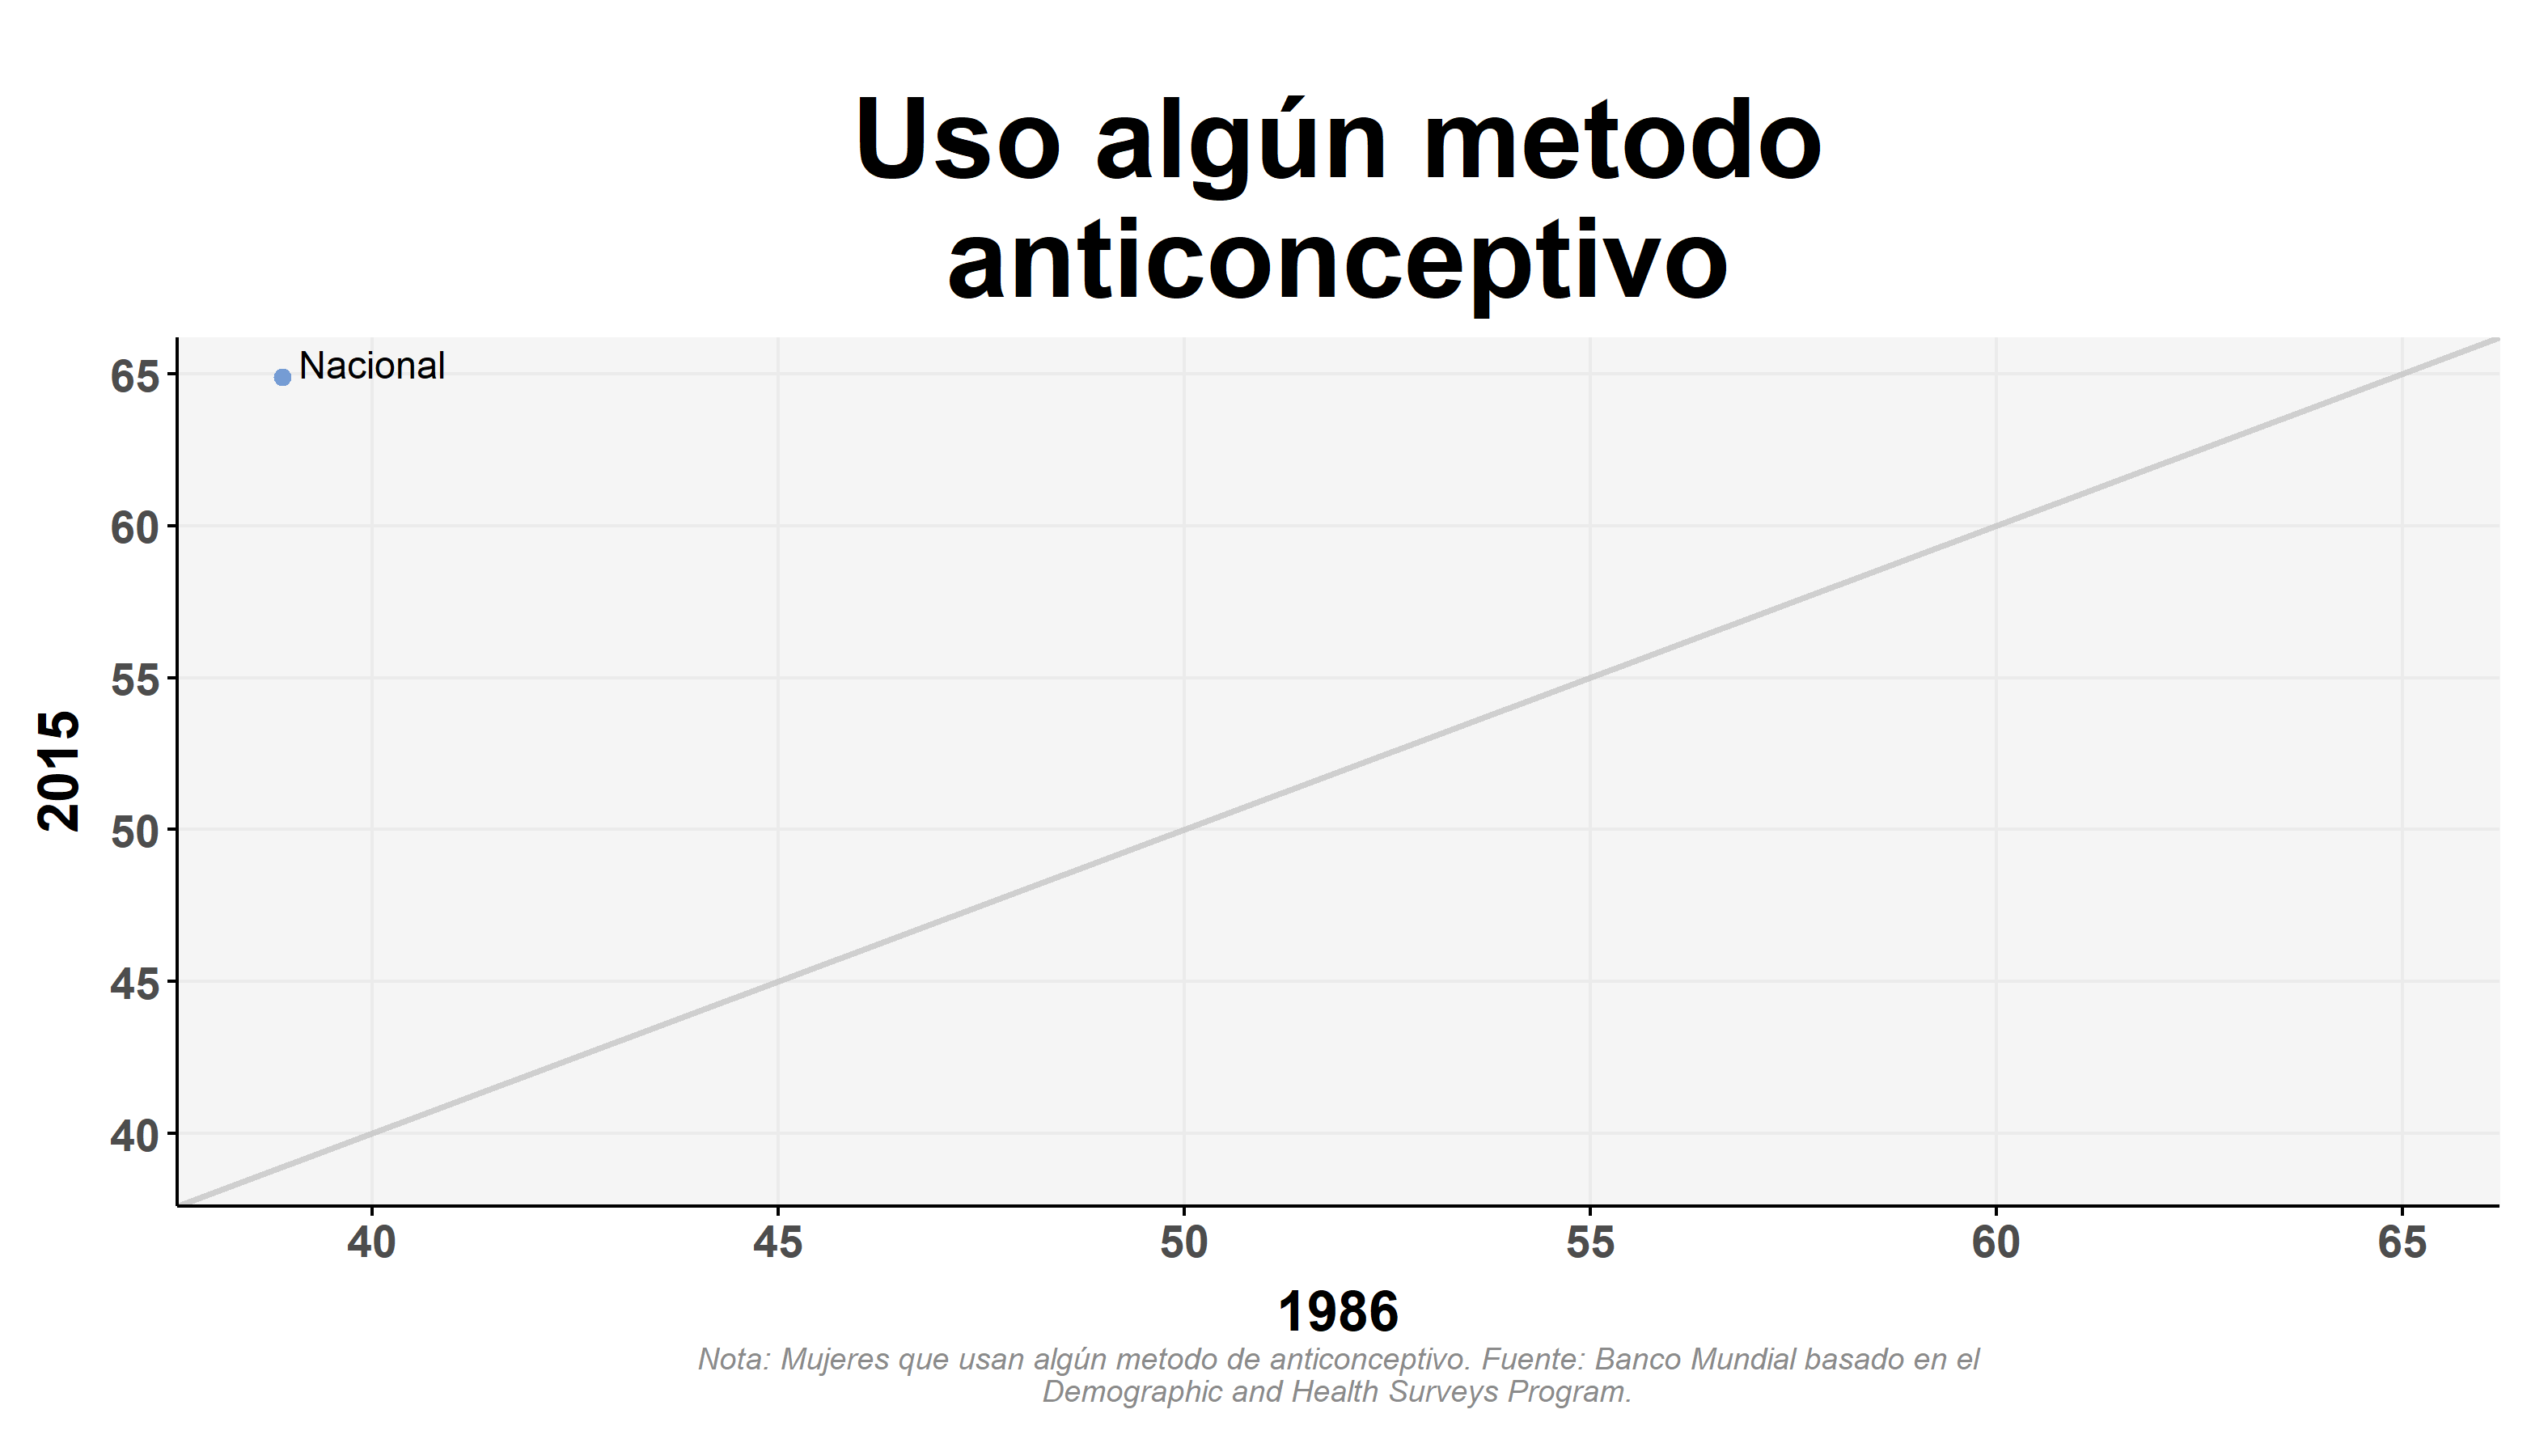 Uso algún metodo
anticonceptivo
Nacional
65
60
55
50
45
40
2015
40 45 50 55 60 65
1986
Nota: Mujeres que usan algún metodo de anticonceptivo. Fuente: Banco Mundial basado en el
Demographic and Health Surveys Program.